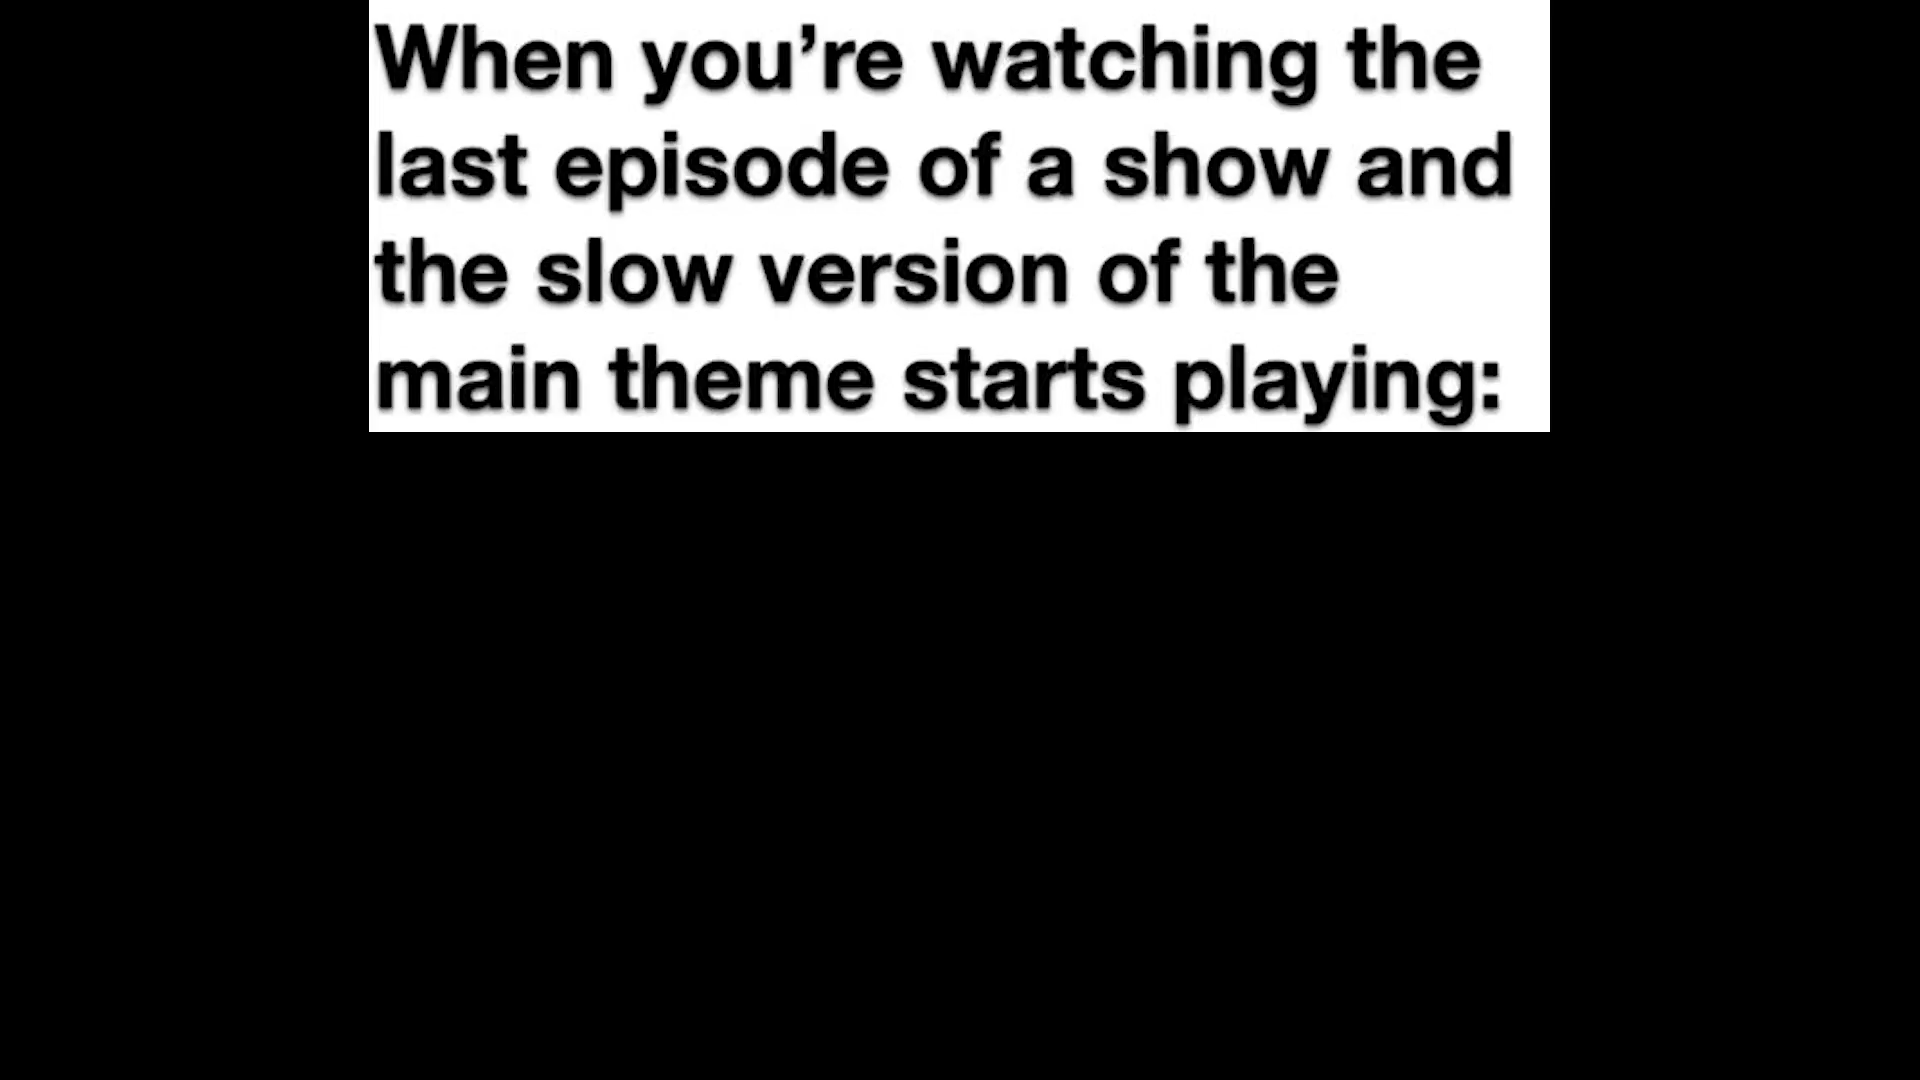 When you’re watching the
last episode of a show and
the slow version of the
main theme starts playing: